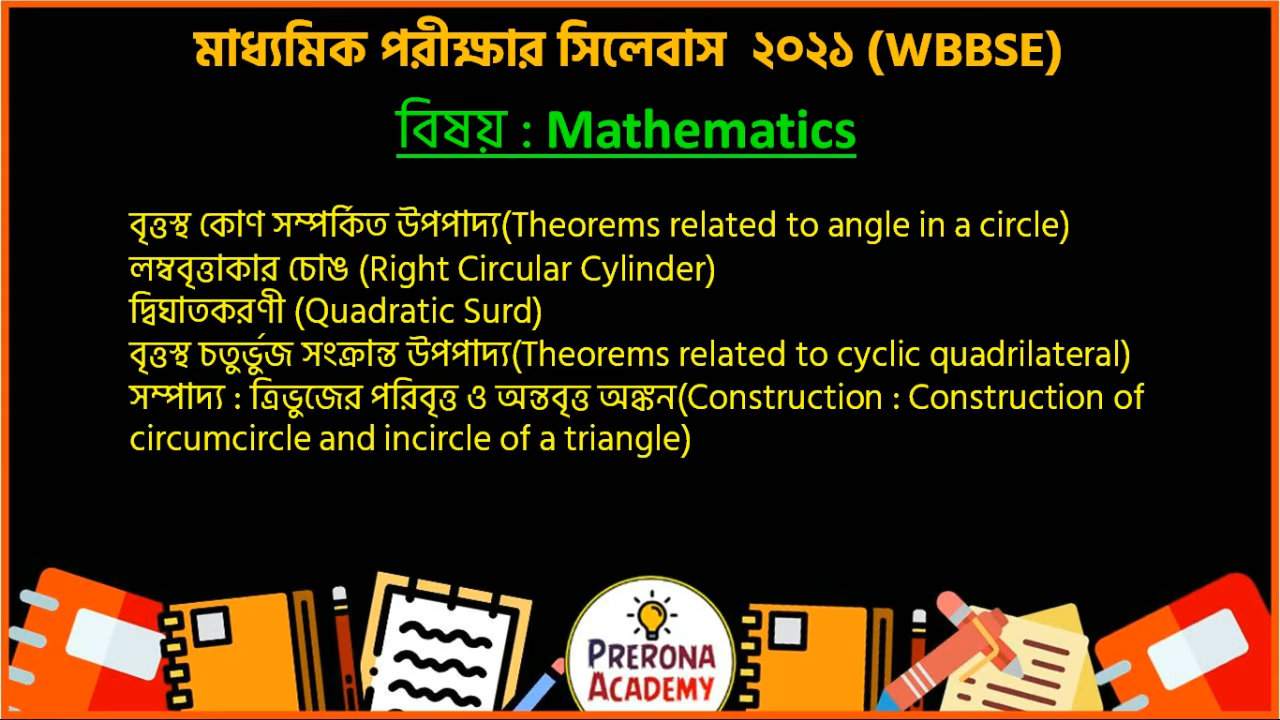 মাধ্যমিক পরীক্ষার সিলেবাস ২০২১ (WBBSE)
বিষয় : Mathematics
বৃত্তস্থ কোণ সম্পর্কিত উপপাদ্য(Theorems related to angle in a circle)
লম্ববৃত্তাকার চোঙ (Right Circular Cylinder)
দ্বিঘাতকরণী (Quadratic Surd)
বৃত্তস্থ চতুর্ভুজ সংক্রান্ত উপপাদ্য(Theorems related to cyclic quadrilateral)
সম্পাদ্য : ত্রিভুজের পরিবৃত্ত ও অন্তবৃত্ত অঙ্কন(Construction : Construction of
circumcircle and incircle of a triangle)
PRERONA
ACADEMY